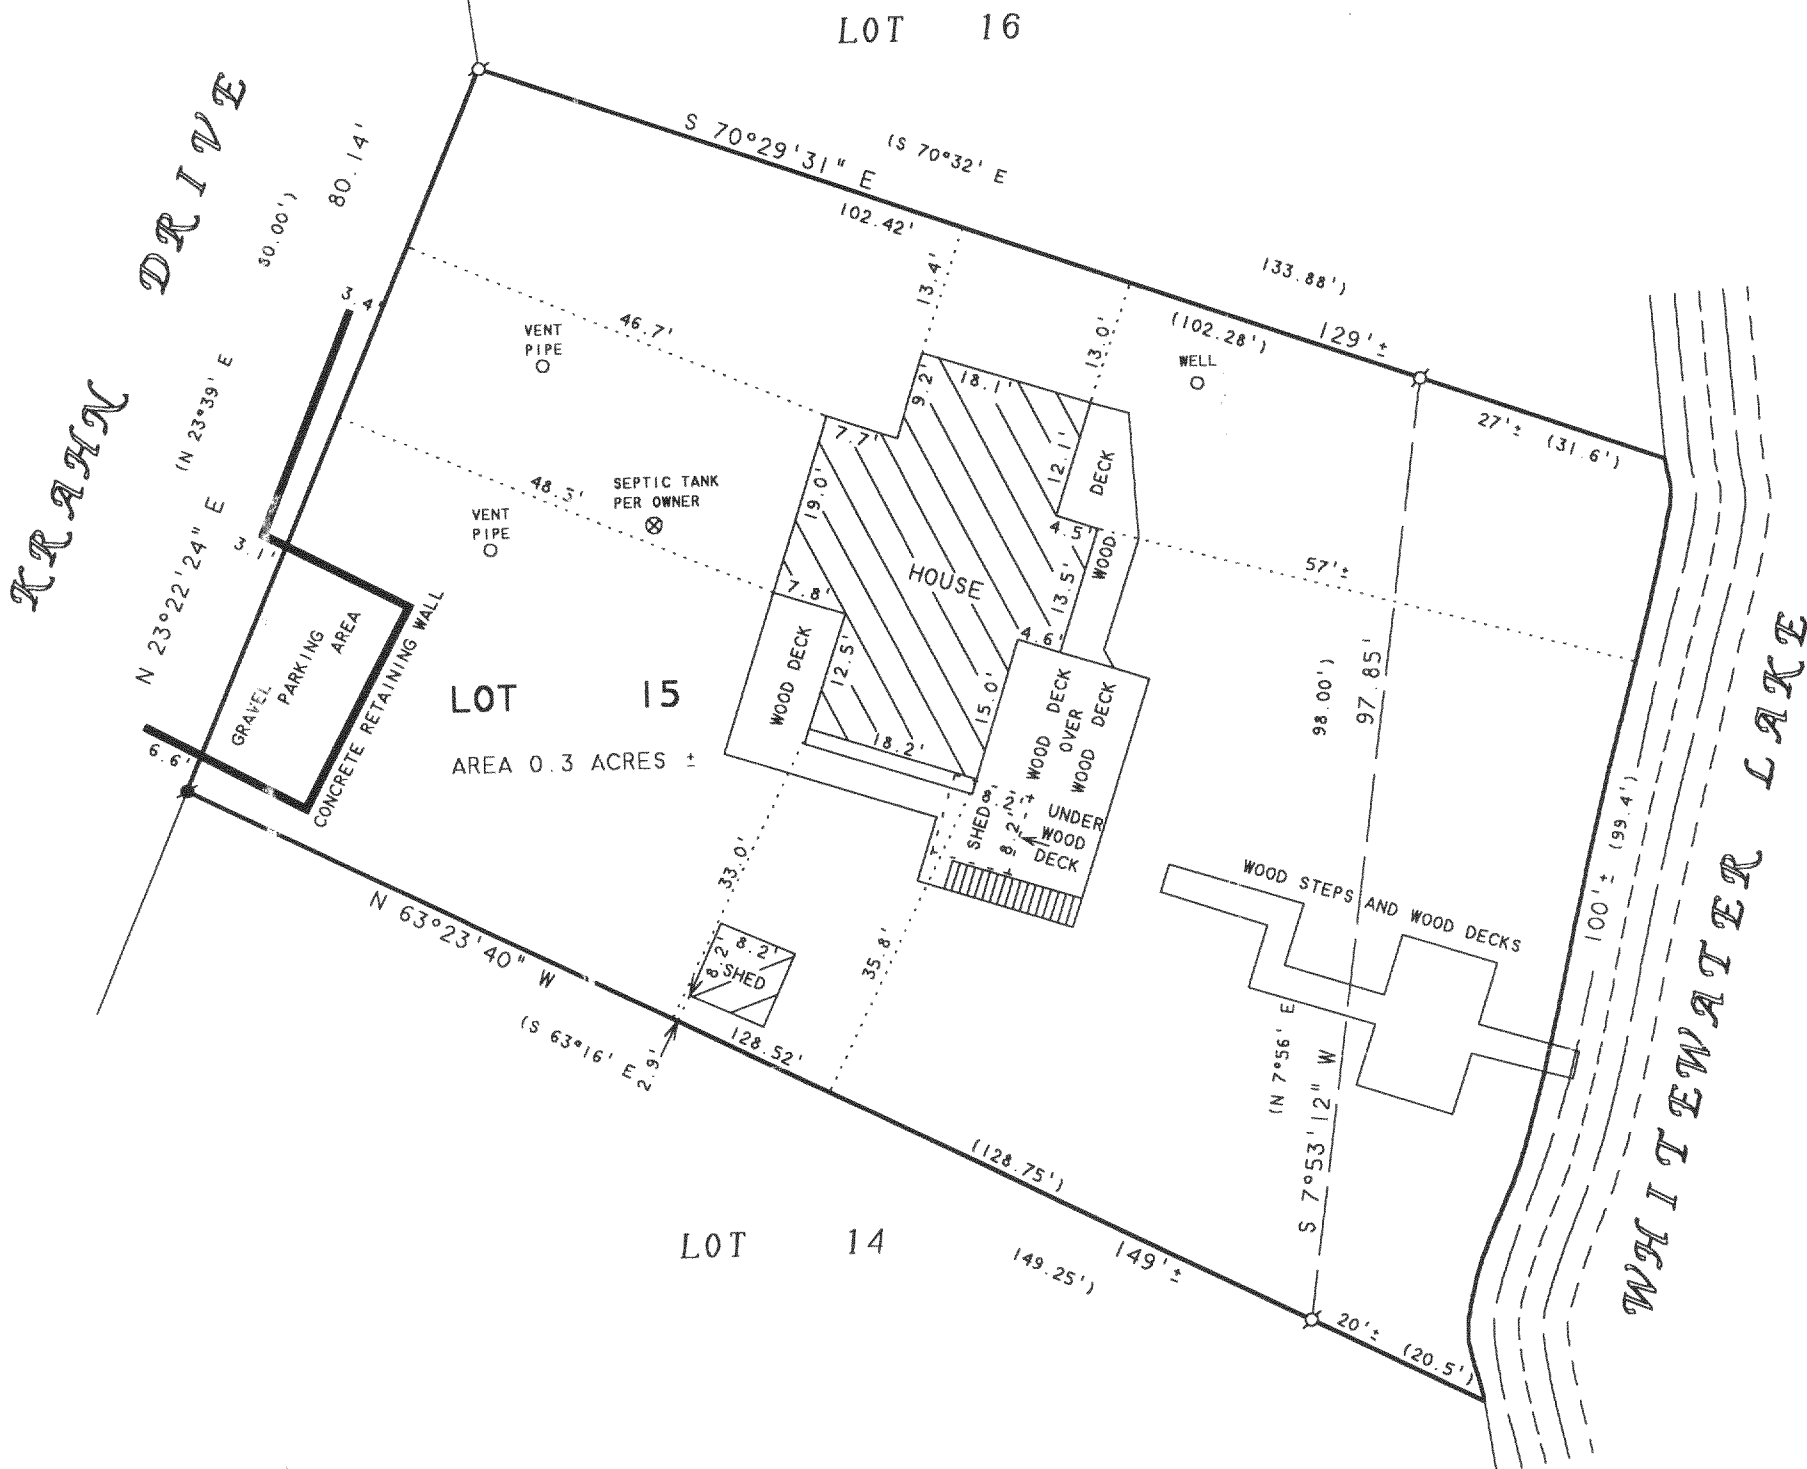 LOT 16
KRAHN DRIVE
80.14'
(N 23°39' E
N 23°22'24" E
S 70°29'31" E
(S 70°32' E
102.42'
133.88')
(102.28')
129'±
27'± (31.6')
13.4'
13.0'
3.4'
46.7'
VENT
PIPE
WELL
9.2'
18.1'
7.7'
12.1'
DECK
WOOD
19.0'
SEPTIC TANK
PER OWNER
VENT
PIPE
3.1'
4.5'
57'±
HOUSE
13.5'
7.8'
4.6'
GRAVEL
PARKING
AREA
CONCRETE RETAINING WALL
6.6'
LOT 15
AREA 0.3 ACRES ±
WOOD DECK
12.5'
15.0'
18.2'
WOOD DECK
OVER
WOOD DECK
98.00')
97.85'
SHED
8.2'±
8.2'±
UNDER
WOOD
DECK
33.0'
35.8'
WOOD STEPS AND WOOD DECKS
100'± (99.4')
WHITEWATER LAKE
N 63°23'40" W
(S 63°16' E
8.2'
8.2'
SHED
2.9'
128.52'
(N 7°56' E
S 7°53'12" W
(128.75')
LOT 14
149'±
149.25')
20'±
(20.5')